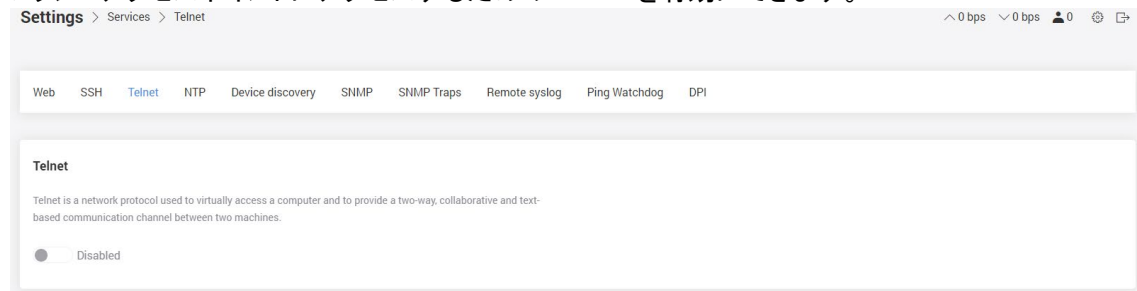 Settings > Services > Telnet 0 bps 0 bps 0
Web SSH Telnet NTP Device discovery SNMP SNMP Traps Remote syslog Ping Watchdog DPI
Telnet
Telnet is a network protocol used to virtually access a computer and to provide a two-way, collaborative and text-
based communication channel between two machines.
Disabled